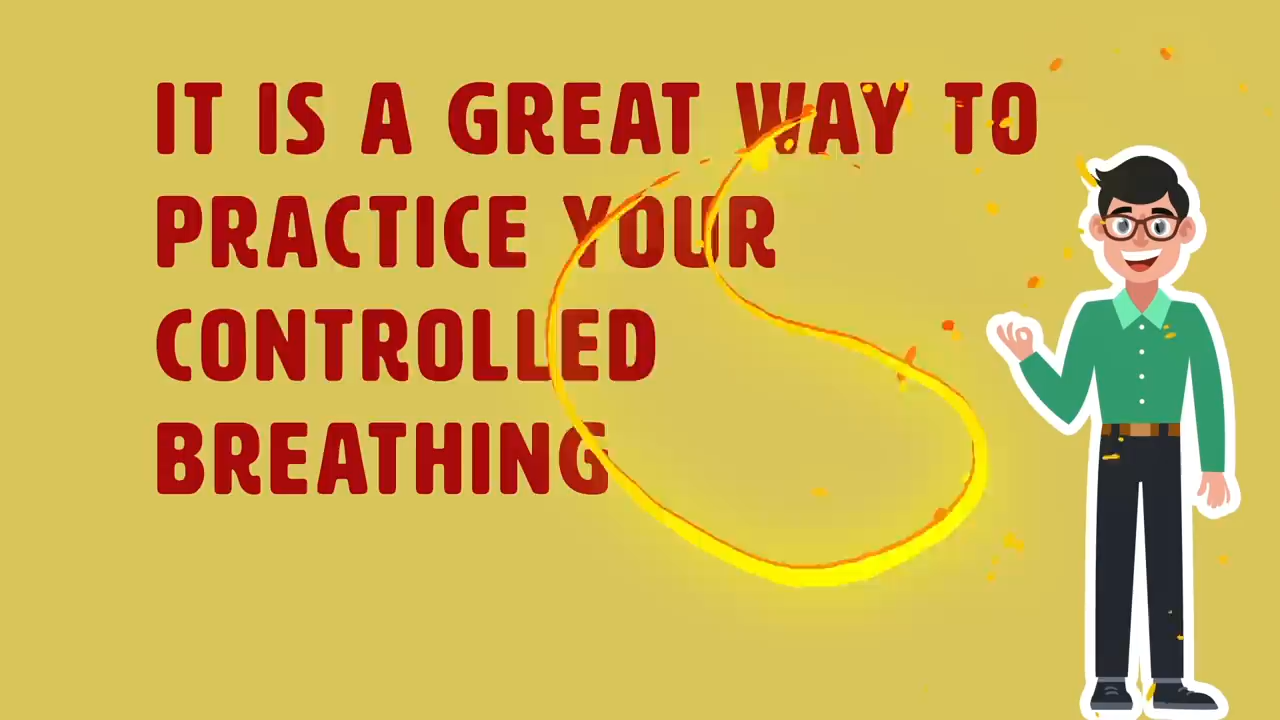 IT IS A GREAT WAY TO
PRACTICE YOUR
CONTROLLED
BREATHING